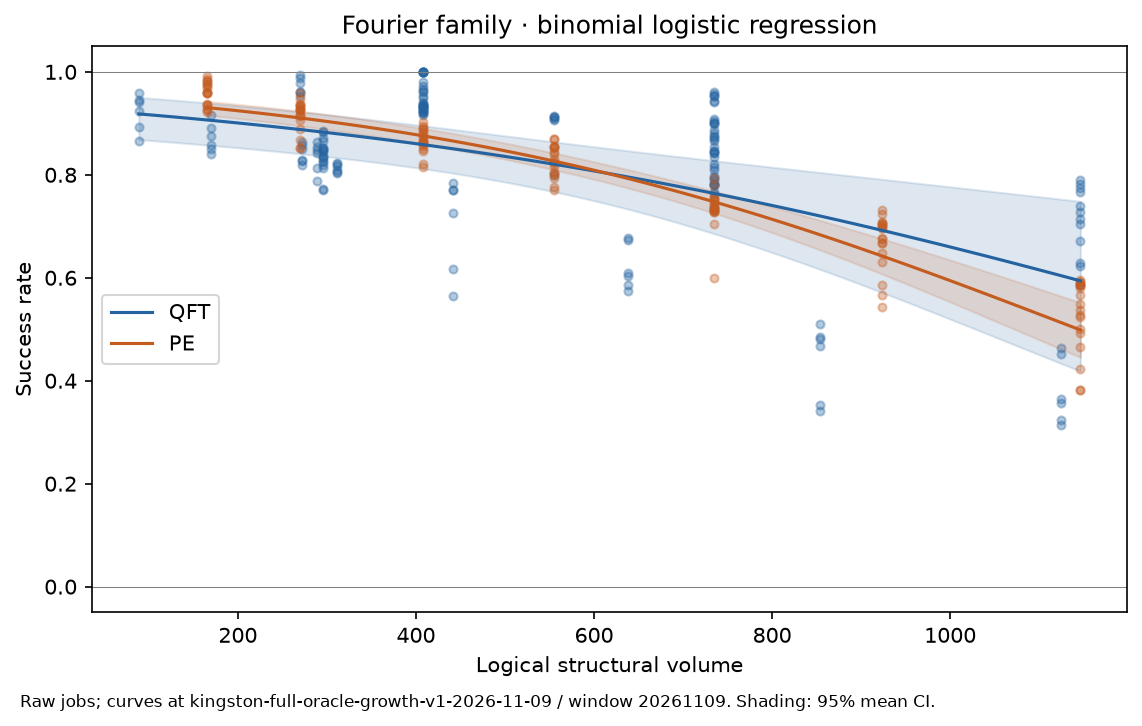 Fourier family · binomial logistic regression
Success rate
1.0
0.8
0.6
0.4
0.2
0.0
QFT
PE
200 400 600 800 1000
Logical structural volume
Raw jobs; curves at kingston-full-oracle-growth-v1-2026-11-09 / window 20261109. Shading: 95% mean CI.